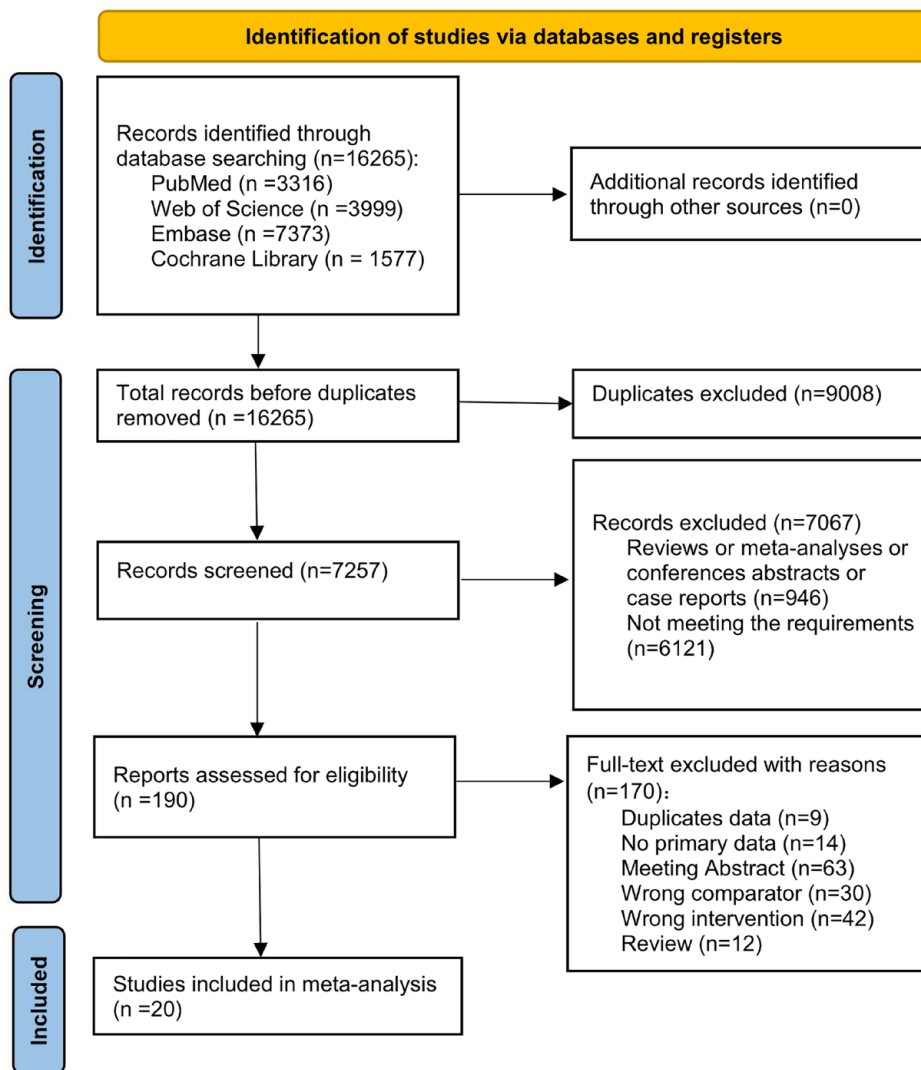 Identification of studies via databases and registers
Identification
Records identified through
database searching (n=16265):
PubMed (n =3316)
Web of Science (n =3999)
Embase (n =7373)
Cochrane Library (n = 1577)
Additional records identified
through other sources (n=0)
Screening
Total records before duplicates
removed (n =16265)
Duplicates excluded (n=9008)
Records screened (n=7257)
Records excluded (n=7067)
Reviews or meta-analyses or
conferences abstracts or
case reports (n=946)
Not meeting the requirements
(n=6121)
Reports assessed for eligibility
(n =190)
Full-text excluded with reasons
(n=170)：
Duplicates data (n=9)
No primary data (n=14)
Meeting Abstract (n=63)
Wrong comparator (n=30)
Wrong intervention (n=42)
Review (n=12)
Included
Studies included in meta-analysis
(n =20)